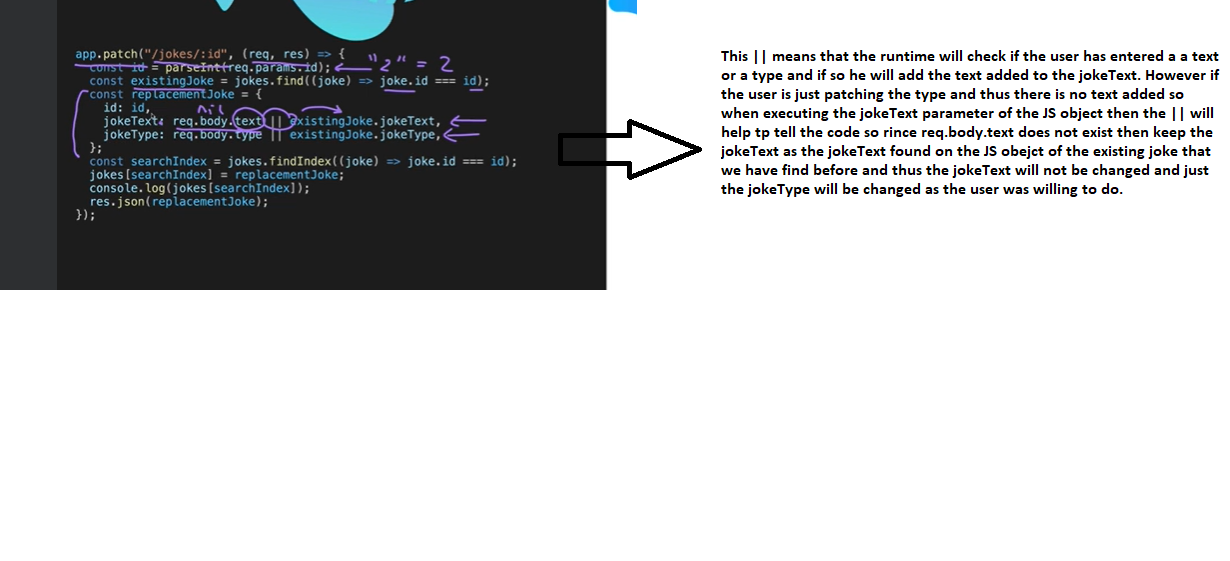 app.patch("/jokes/:id", (req, res) => {
"2" = 2
const id = parseInt(req.params.id);
const existingJoke = jokes.find((joke) => joke.id === id);
const replacementJoke = {
id: id,
nil
jokeText: req.body.text || existingJoke.jokeText,
jokeType: req.body.type || existingJoke.jokeType,
};
const searchIndex = jokes.findIndex((joke) => joke.id === id);
jokes[searchIndex] = replacementJoke;
console.log(jokes[searchIndex]);
res.json(replacementJoke);
});
This || means that the runtime will check if the user has entered a a text
or a type and if so he will add the text added to the jokeText. However if
the user is just patching the type and thus there is no text added so
when executing the jokeText parameter of the JS object then the || will
help tp tell the code so rince req.body.text does not exist then keep the
jokeText as the jokeText found on the JS obejct of the existing joke that
we have find before and thus the jokeText will not be changed and just
the jokeType will be changed as the user was willing to do.